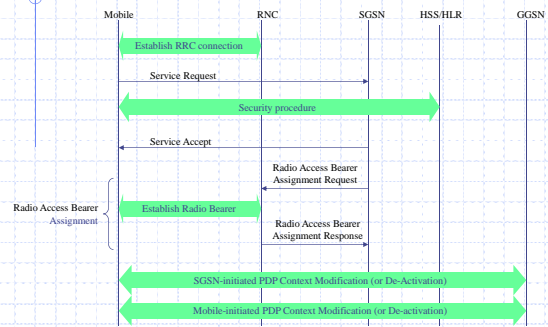 Mobile
RNC
SGSN
HSS/HLR
GGSN
Establish RRC connection
Service Request
Security procedure
Service Accept
Radio Access Bearer
Assignment Request
Radio Access Bearer
Assignment
Establish Radio Bearer
Radio Access Bearer
Assignment Response
SGSN-initiated PDP Context Modification (or De-Activation)
Mobile-initiated PDP Context Modification (or De-activation)